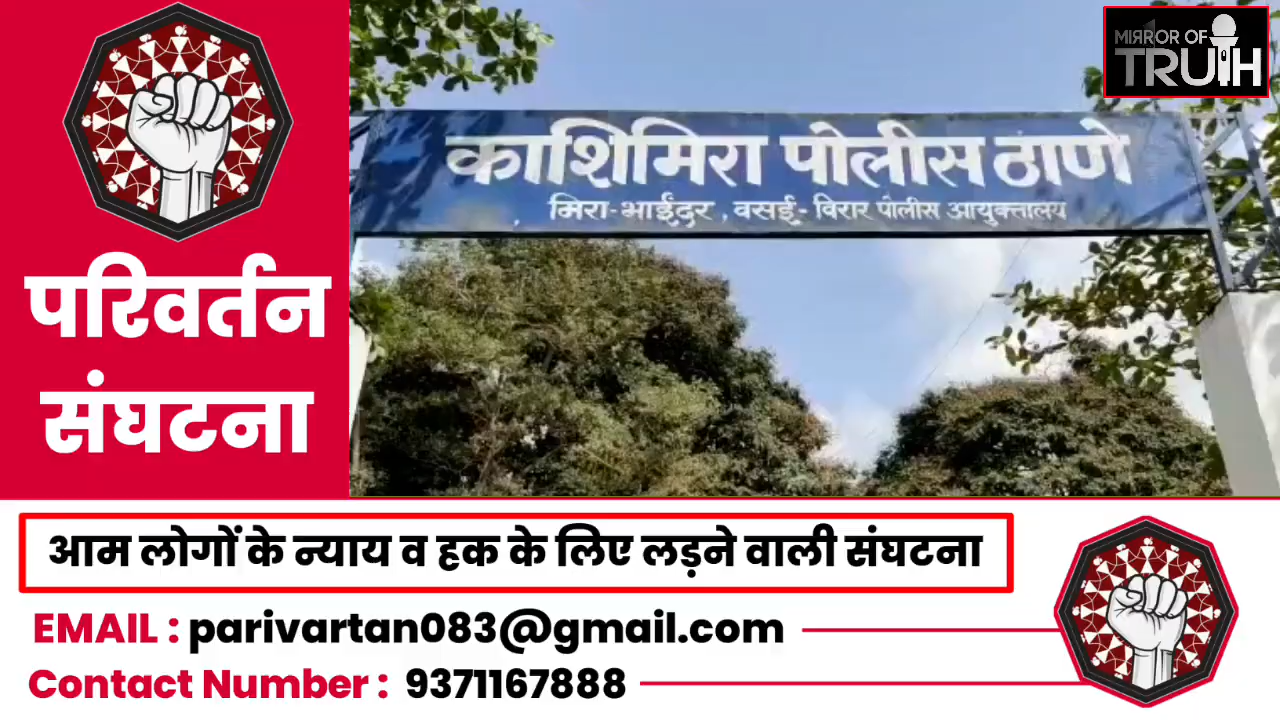 MIRROR OF
TRUTH
काशिमिरा पोलीस ठाणे
मिरा-भाईंदर , वसई- विरार पोलीस आयुक्तालय
परिवर्तन
संघटना
आम लोगों के न्याय व हक के लिए लड़ने वाली संघटना
EMAIL : parivartan083@gmail.com
Contact Number : 9371167888